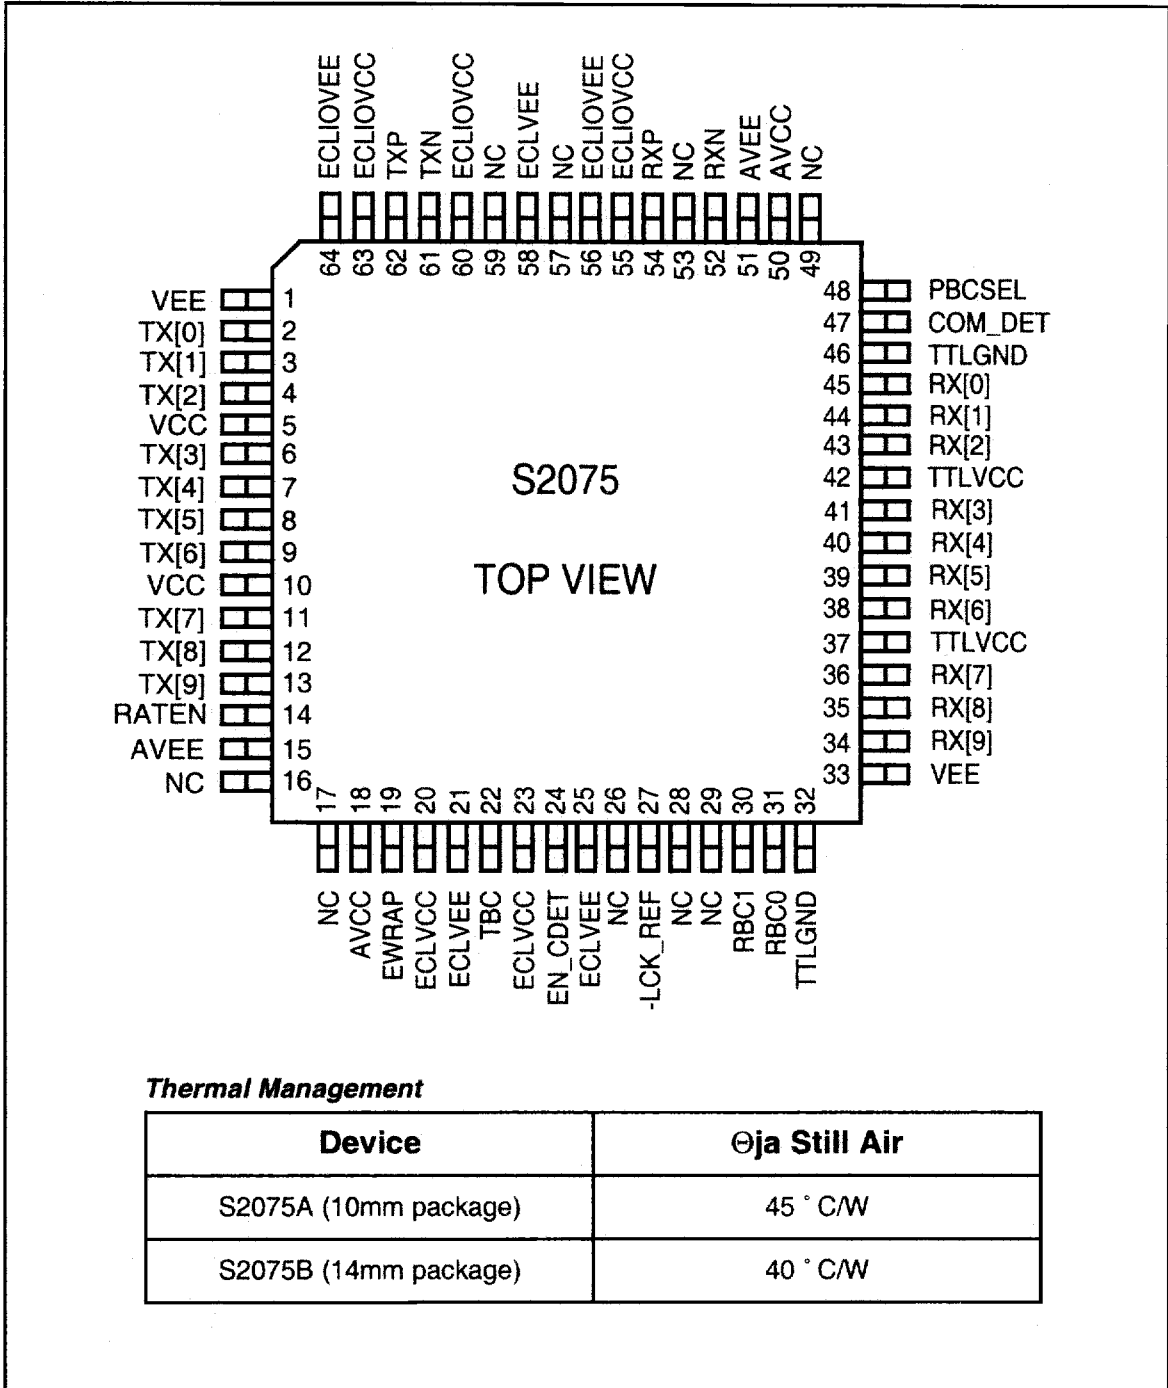 ECLIOVEE
ECLIOVCC
TXP
TXN
ECLIOVCC
NC
ECLVEE
NC
ECLIOVEE
ECLIOVCC
RXP
NC
RXN
AVEE
AVCC
NC
64
63
62
61
60
59
58
57
56
55
54
53
52
51
50
49
VEE 1
TX[0] 2
TX[1] 3
TX[2] 4
VCC 5
TX[3] 6
TX[4] 7
TX[5] 8
TX[6] 9
VCC 10
TX[7] 11
TX[8] 12
TX[9] 13
RATEN 14
AVEE 15
NC 16
S2075
TOP VIEW
48 PBCSEL
47 COM_DET
46 TTLGND
45 RX[0]
44 RX[1]
43 RX[2]
42 TTLVCC
41 RX[3]
40 RX[4]
39 RX[5]
38 RX[6]
37 TTLVCC
36 RX[7]
35 RX[8]
34 RX[9]
33 VEE
17
18
19
20
21
22
23
24
25
26
27
28
29
30
31
32
NC
AVCC
EWRAP
ECLVCC
ECLVEE
TBC
ECLVCC
EN_CDET
ECLVEE
NC
-LCK_REF
NC
NC
RBC1
RBC0
TTLGND
Thermal Management
Device Θja Still Air
S2075A (10mm package) 45 ° C/W
S2075B (14mm package) 40 ° C/W